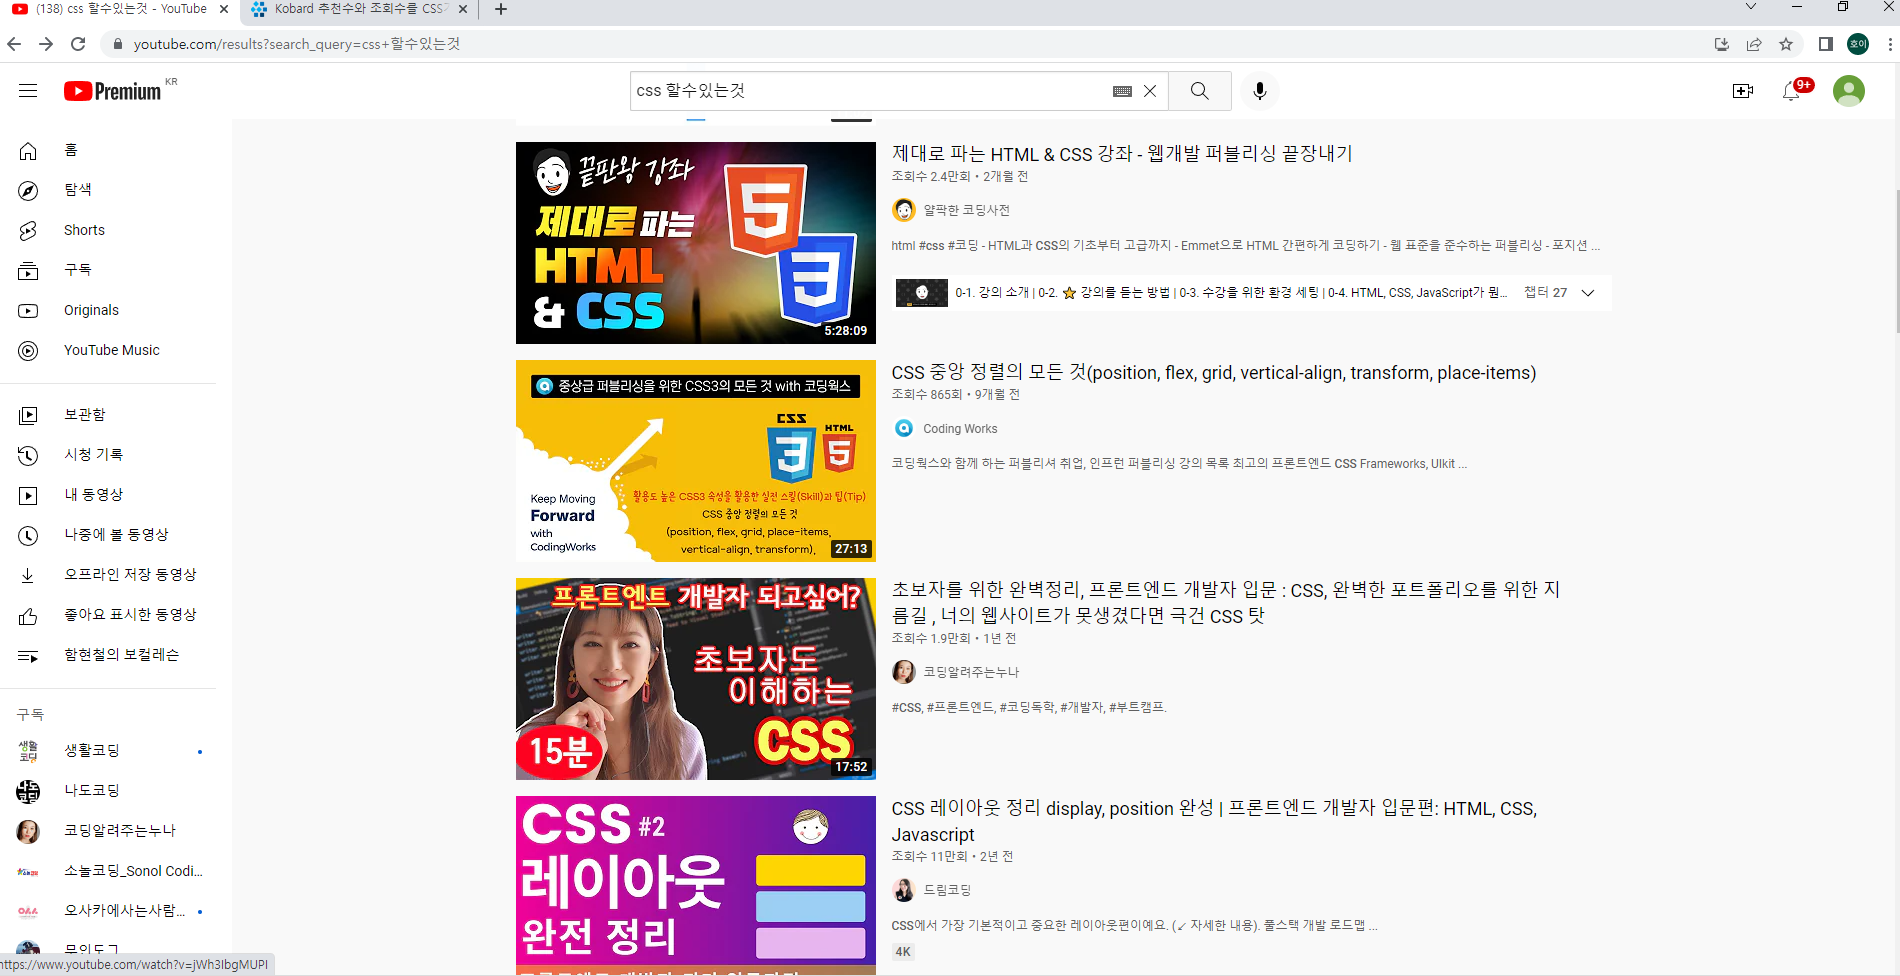 (138) css 할수있는것 - YouTube
Kobard 추천수와 조회수를 CSS
youtube.com/results?search_query=css+할수있는것
호이
Premium KR
css 할수있는것
9+
홈
탐색
Shorts
구독
Originals
YouTube Music
보관함
시청 기록
내 동영상
나중에 볼 동영상
오프라인 저장 동영상
좋아요 표시한 동영상
함현철의 보컬레슨
구독
생활코딩
나도코딩
코딩알려주는누나
소놀코딩_Sonol Codi...
오사카에사는사람...
무인도그
https://www.youtube.com/watch?v=jWh3IbgMUPI
끝판왕 강좌
제대로 파는
HTML
& CSS
5:28:09
제대로 파는 HTML & CSS 강좌 - 웹개발 퍼블리싱 끝장내기
조회수 2.4만회 • 2개월 전
얄팍한 코딩사전
html #css #코딩 - HTML과 CSS의 기초부터 고급까지 - Emmet으로 HTML 간편하게 코딩하기 - 웹 표준을 준수하는 퍼블리싱 - 포지션 ...
0-1. 강의 소개 | 0-2. ⭐ 강의를 듣는 방법 | 0-3. 수강을 위한 환경 세팅 | 0-4. HTML, CSS, JavaScript가 뭔... 챕터 27
중상급 퍼블리싱을 위한 CSS3의 모든 것 with 코딩웍스
CSS
HTML
Keep Moving
Forward
with
CodingWorks
활용도 높은 CSS3 속성을 활용한 실전 스킬(Skill)과 팁(Tip)
CSS 중앙 정렬의 모든 것
(position, flex, grid, place-items,
vertical-align, transform),
27:13
CSS 중앙 정렬의 모든 것(position, flex, grid, vertical-align, transform, place-items)
조회수 865회 • 9개월 전
Coding Works
코딩웍스와 함께 하는 퍼블리셔 취업, 인프런 퍼블리싱 강의 목록 최고의 프론트엔드 CSS Frameworks, UIkit ...
프론트엔트 개발자 되고싶어?
초보자도
이해하는
CSS
15분
17:52
초보자를 위한 완벽정리, 프론트엔드 개발자 입문 : CSS, 완벽한 포트폴리오를 위한 지
름길 , 너의 웹사이트가 못생겼다면 극건 CSS 탓
조회수 1.9만회 • 1년 전
코딩알려주는누나
#CSS, #프론트엔드, #코딩독학, #개발자, #부트캠프.
CSS #2
레이아웃
완전 정리
CSS 레이아웃 정리 display, position 완성 | 프론트엔드 개발자 입문편: HTML, CSS,
Javascript
조회수 11만회 • 2년 전
드림코딩
CSS에서 가장 기본적이고 중요한 레이아웃편이예요. (↙ 자세한 내용). 풀스택 개발 로드맵 ...
4K